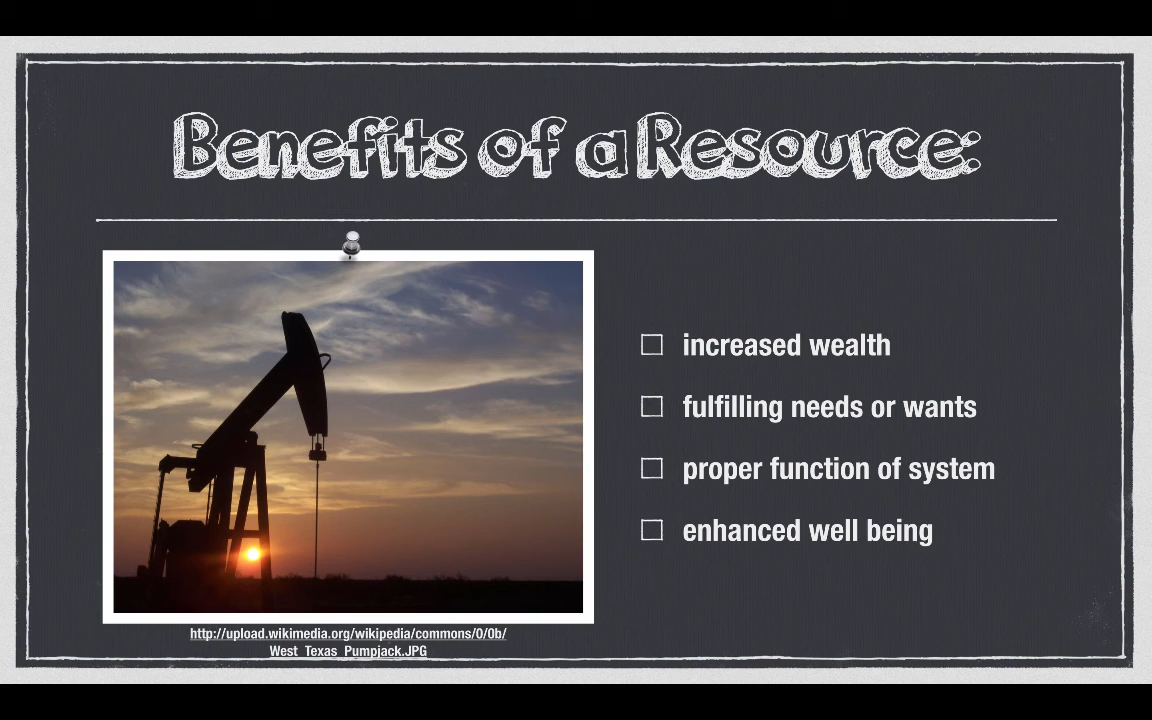 Benefits of a Resource:
increased wealth
fulfilling needs or wants
proper function of system
enhanced well being
http://upload.wikimedia.org/wikipedia/commons/0/0b/
West_Texas_Pumpjack.JPG